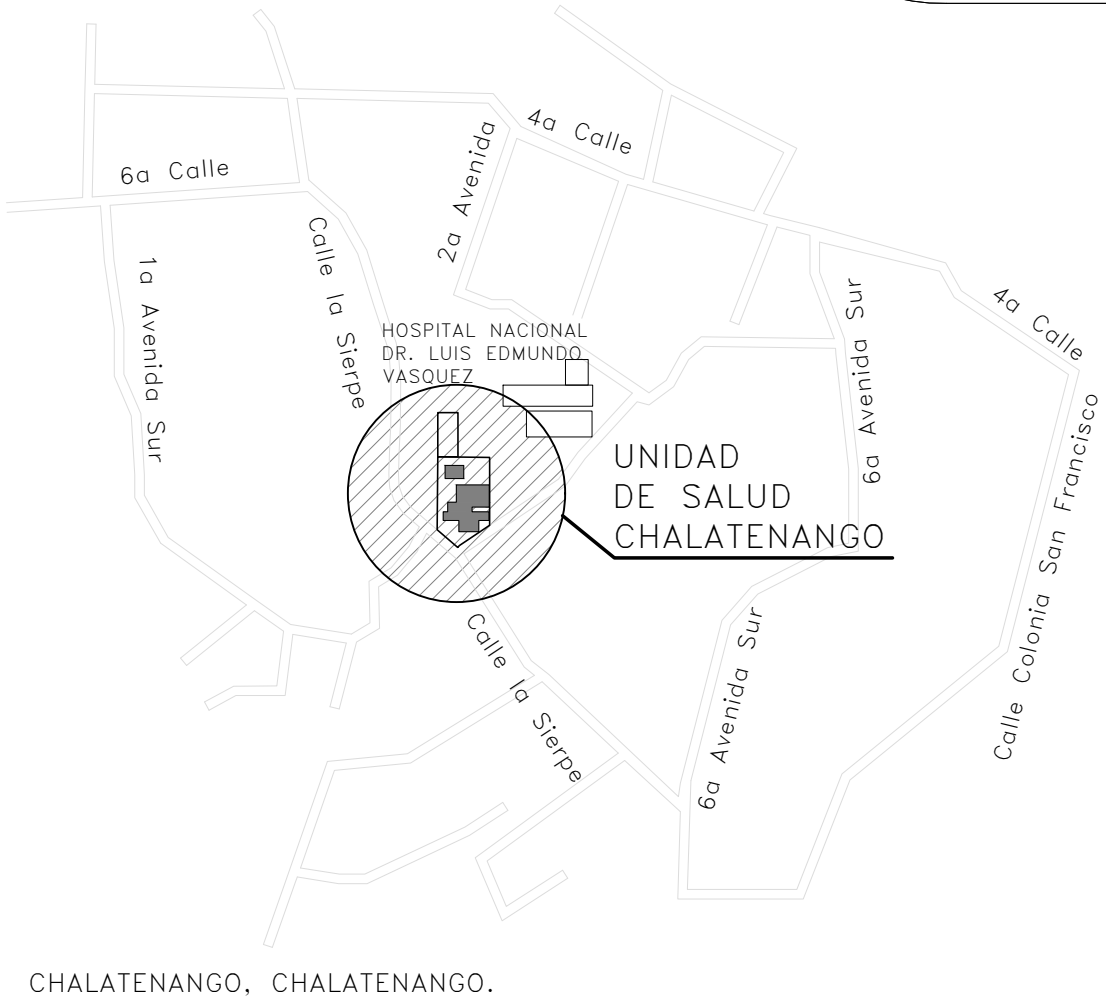 4a Calle
2a Avenida
6a Calle
Calle la Sierpe
1a Avenida Sur
6a Avenida Sur
4a Calle
HOSPITAL NACIONAL
DR. LUIS EDMUNDO
VASQUEZ
Calle Colonia San Francisco
UNIDAD
DE SALUD
CHALATENANGO
Calle la Sierpe
6a Avenida Sur
CHALATENANGO, CHALATENANGO.